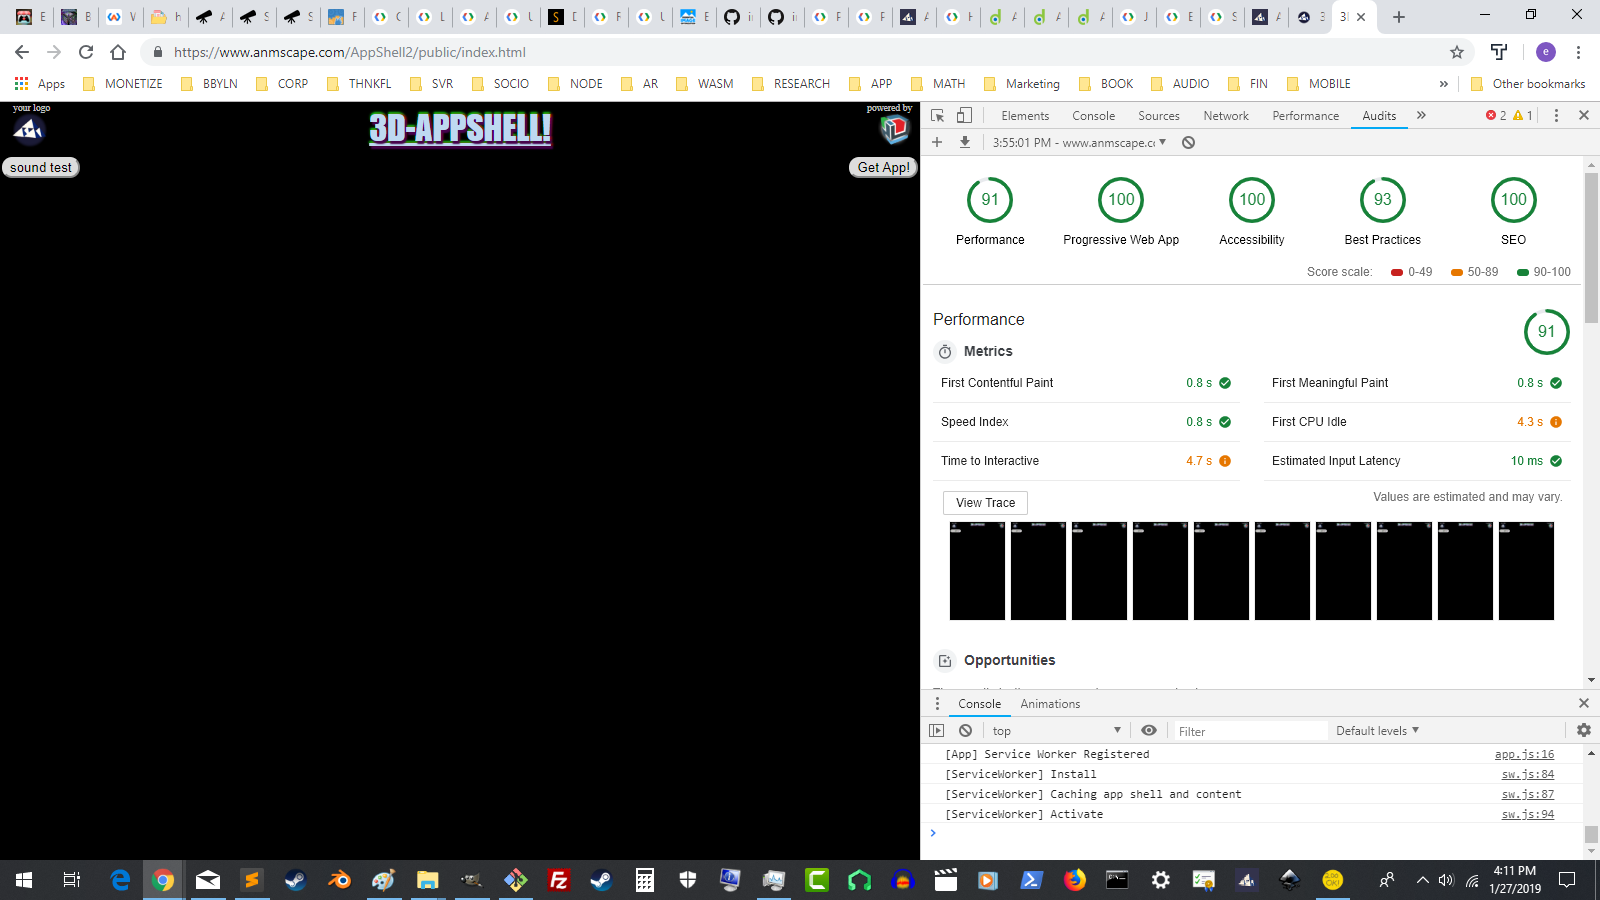 https://www.anmscape.com/AppShell2/public/index.html
Apps MONETIZE BBYLN CORP THNKFL SVR SOCIO NODE AR WASM RESEARCH APP MATH Marketing BOOK AUDIO FIN MOBILE » Other bookmarks
your logo
3D-APPSHELL!
powered by
sound test
Get App!
Elements Console Sources Network Performance Audits » 2 1
3:55:01 PM - www.anmscape.cc
91 100 100 93 100
Performance Progressive Web App Accessibility Best Practices SEO
Score scale: 0-49 50-89 90-100
Performance
91
Metrics
First Contentful Paint 0.8 s
First Meaningful Paint 0.8 s
Speed Index 0.8 s
First CPU Idle 4.3 s
Time to Interactive 4.7 s
Estimated Input Latency 10 ms
View Trace
Values are estimated and may vary.
Opportunities
Console Animations
top Filter Default levels
[App] Service Worker Registered app.js:16
[ServiceWorker] Install sw.js:84
[ServiceWorker] Caching app shell and content sw.js:87
[ServiceWorker] Activate sw.js:94
4:11 PM
1/27/2019